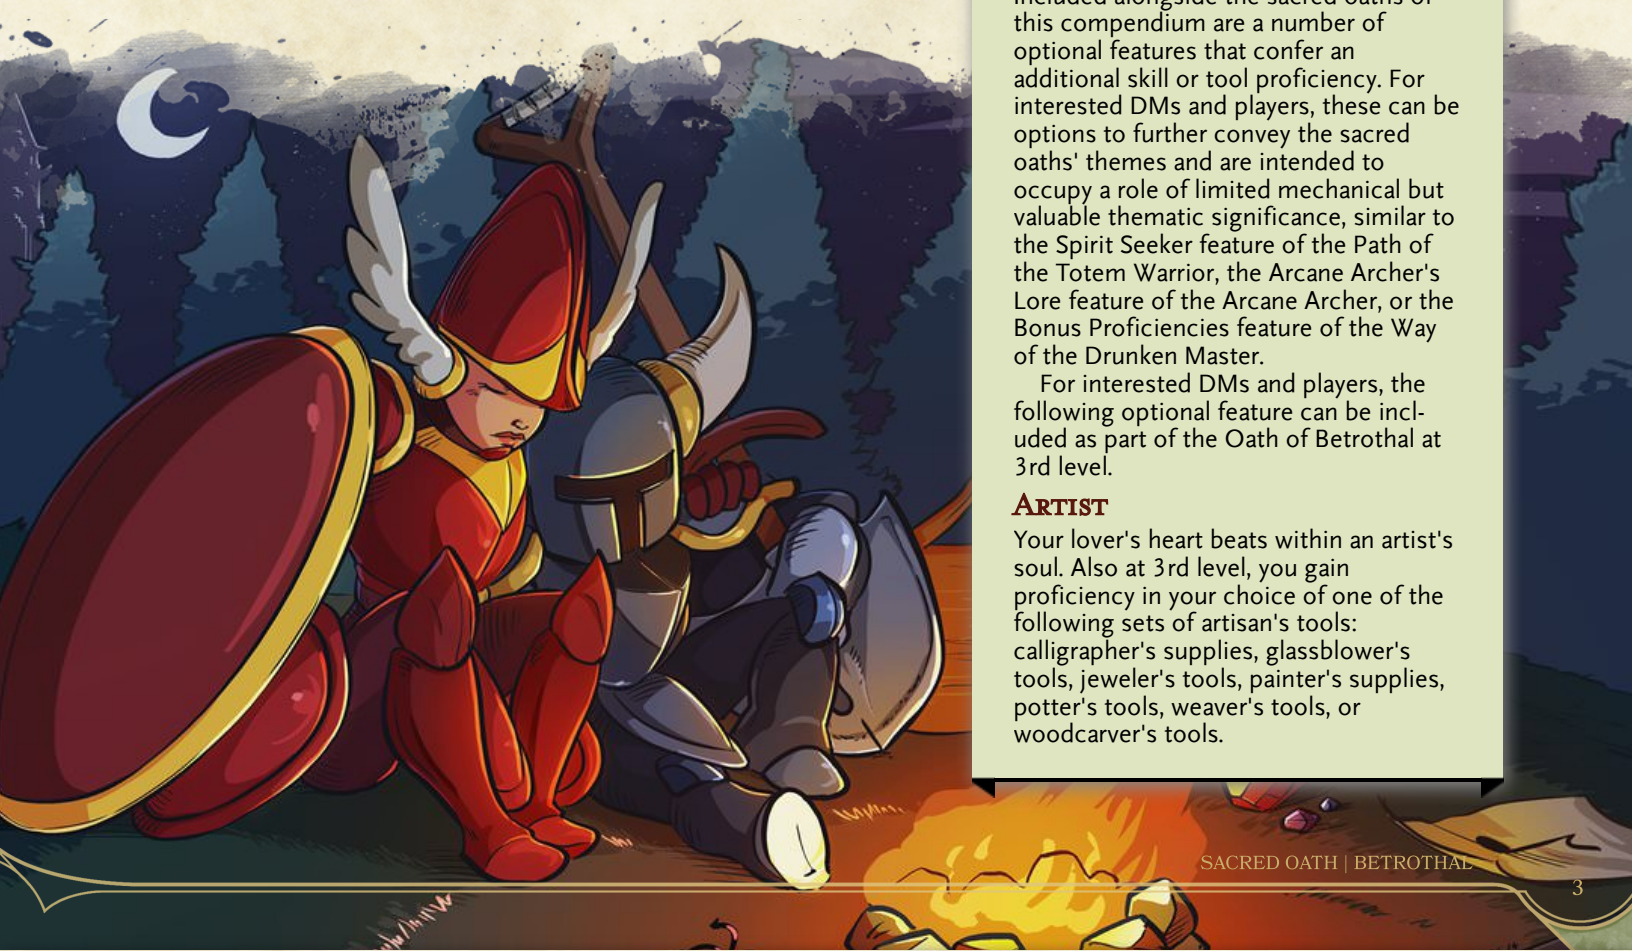 included alongside the sacred oaths of
this compendium are a number of
optional features that confer an
additional skill or tool proficiency. For
interested DMs and players, these can be
options to further convey the sacred
oaths' themes and are intended to
occupy a role of limited mechanical but
valuable thematic significance, similar to
the Spirit Seeker feature of the Path of
the Totem Warrior, the Arcane Archer's
Lore feature of the Arcane Archer, or the
Bonus Proficiencies feature of the Way
of the Drunken Master.
For interested DMs and players, the
following optional feature can be incl-
uded as part of the Oath of Betrothal at
3rd level.
ARTIST
Your lover's heart beats within an artist's
soul. Also at 3rd level, you gain
proficiency in your choice of one of the
following sets of artisan's tools:
calligrapher's supplies, glassblower's
tools, jeweler's tools, painter's supplies,
potter's tools, weaver's tools, or
woodcarver's tools.
SACRED OATH | BETROTHAL
3